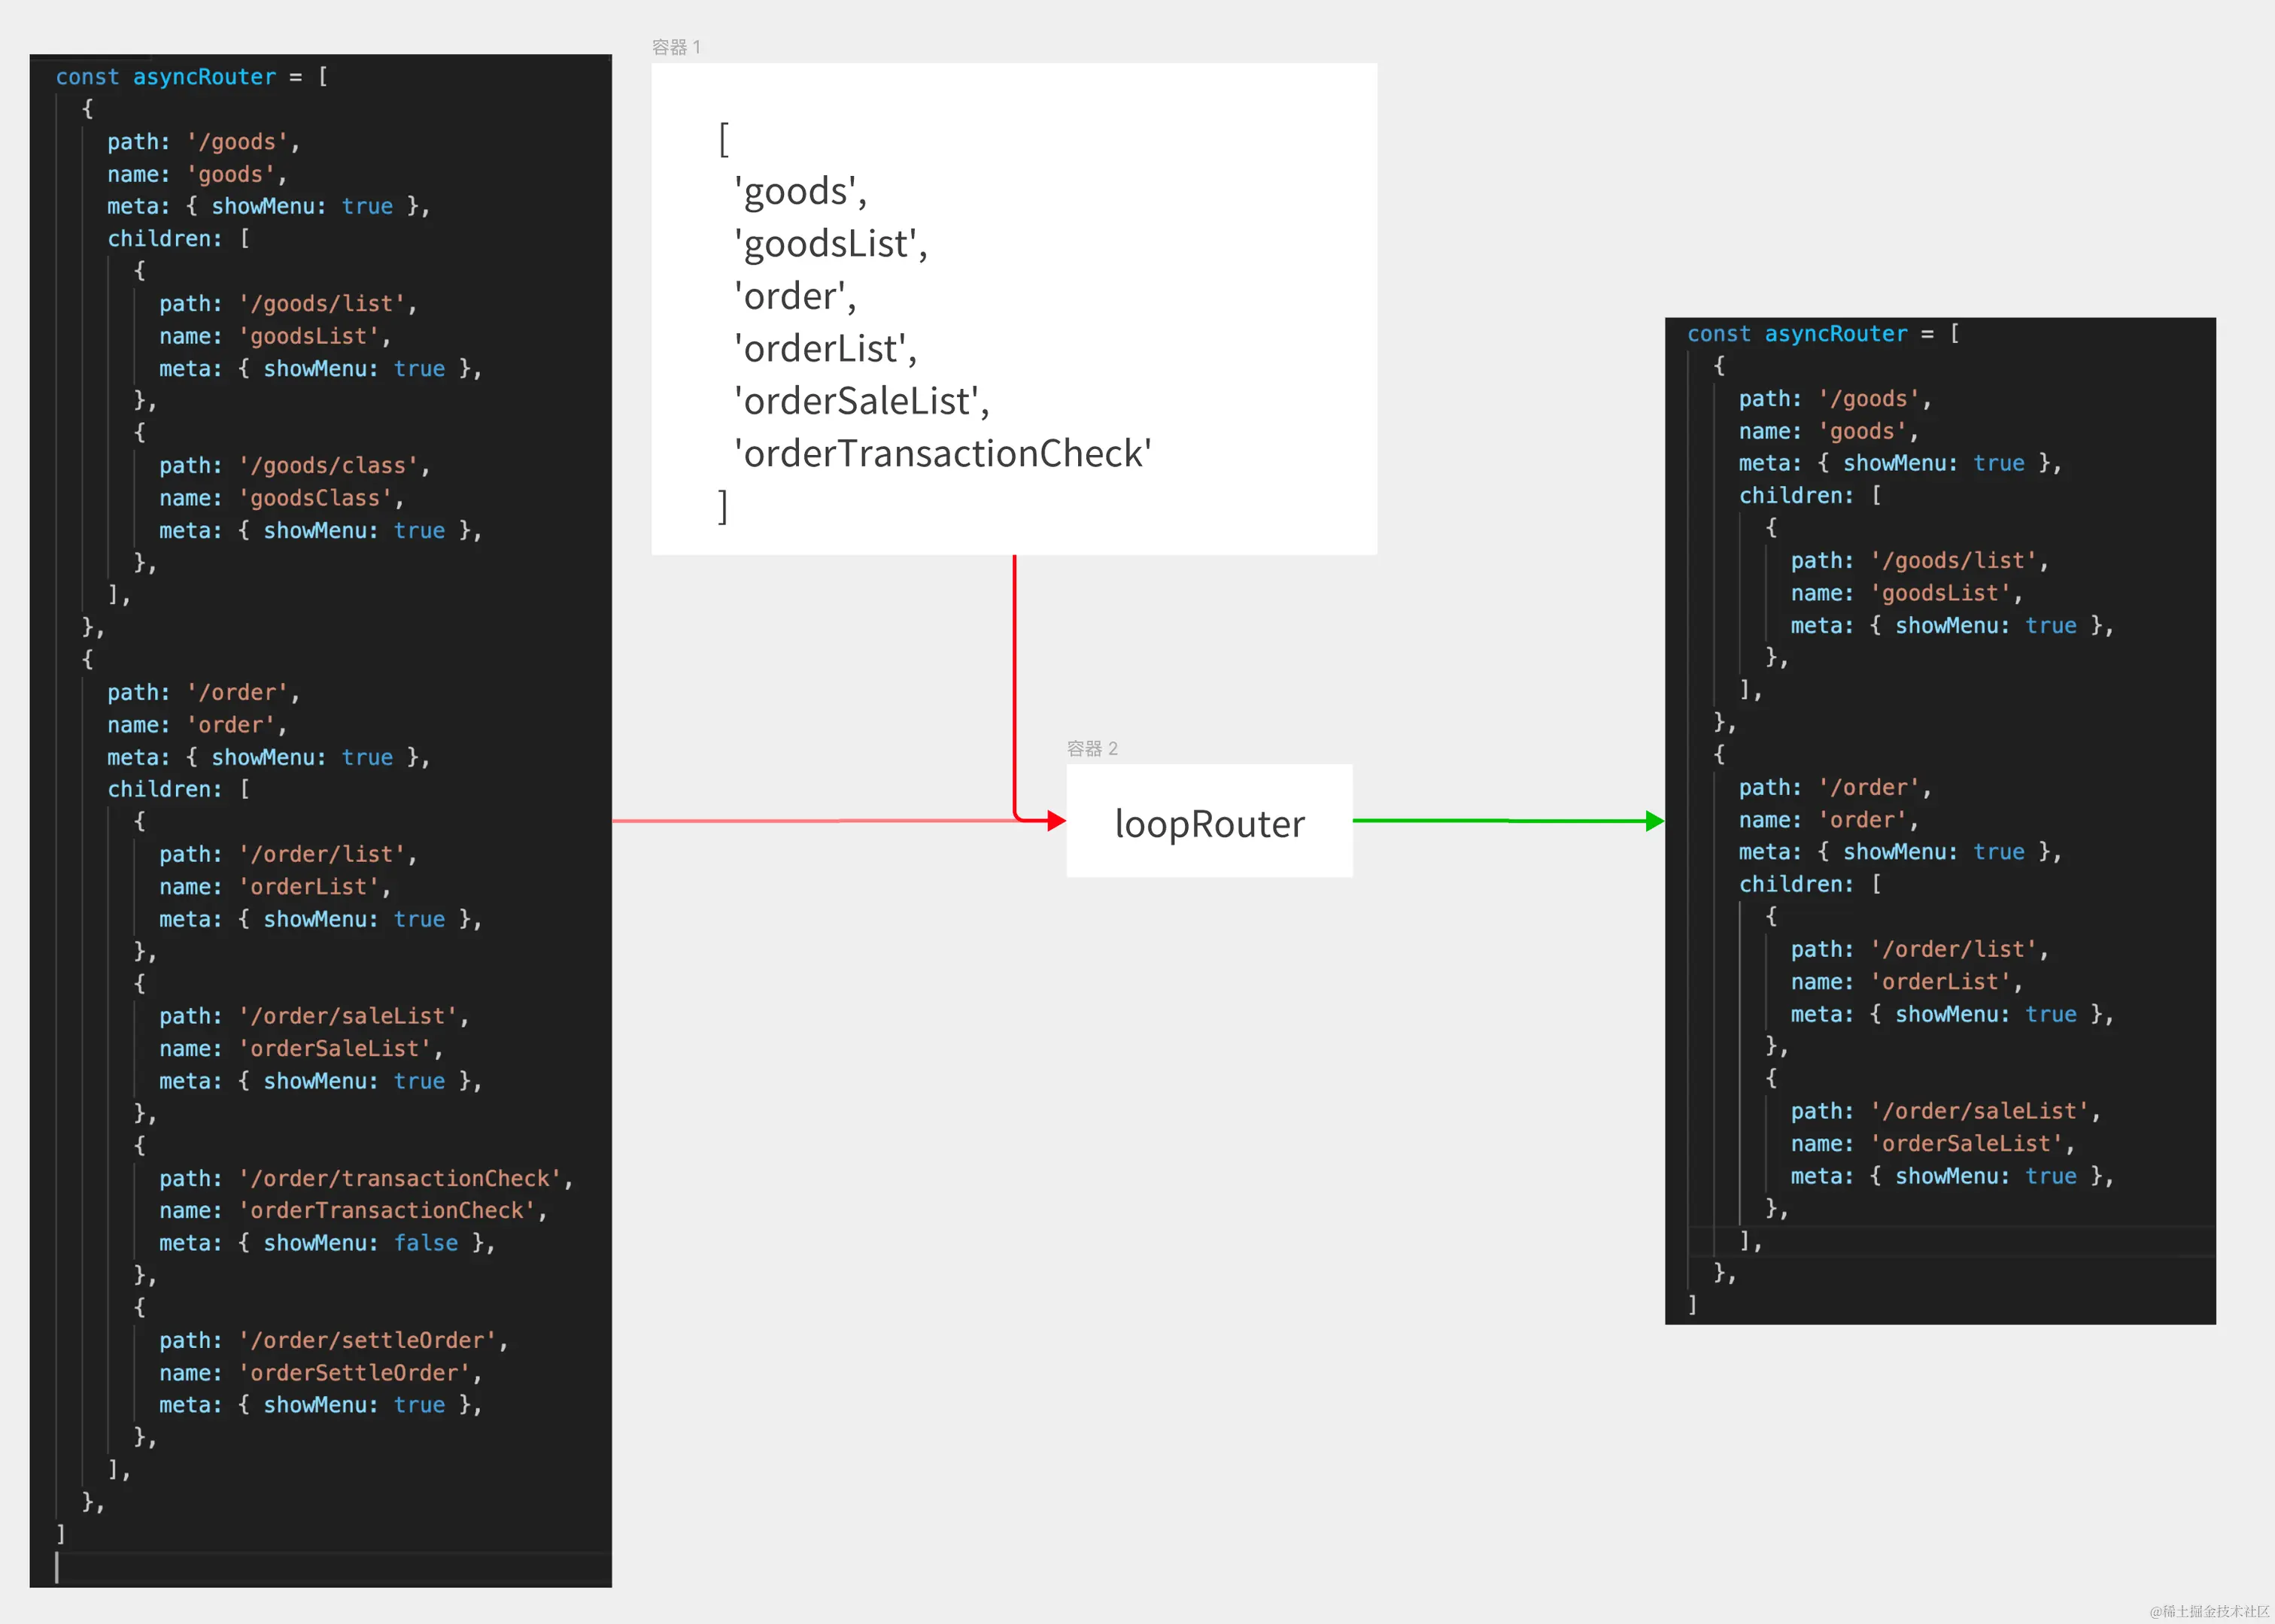 const asyncRouter = [
{
path: '/goods',
name: 'goods',
meta: { showMenu: true },
children: [
{
path: '/goods/list',
name: 'goodsList',
meta: { showMenu: true },
},
{
path: '/goods/class',
name: 'goodsClass',
meta: { showMenu: true },
},
],
},
{
path: '/order',
name: 'order',
meta: { showMenu: true },
children: [
{
path: '/order/list',
name: 'orderList',
meta: { showMenu: true },
},
{
path: '/order/saleList',
name: 'orderSaleList',
meta: { showMenu: true },
},
{
path: '/order/transactionCheck',
name: 'orderTransactionCheck',
meta: { showMenu: false },
},
{
path: '/order/settleOrder',
name: 'orderSettleOrder',
meta: { showMenu: true },
},
],
},
]
容器 1
[
'goods',
'goodsList',
'order',
'orderList',
'orderSaleList',
'orderTransactionCheck'
]
容器 2
loopRouter
const asyncRouter = [
{
path: '/goods',
name: 'goods',
meta: { showMenu: true },
children: [
{
path: '/goods/list',
name: 'goodsList',
meta: { showMenu: true },
},
],
},
{
path: '/order',
name: 'order',
meta: { showMenu: true },
children: [
{
path: '/order/list',
name: 'orderList',
meta: { showMenu: true },
},
{
path: '/order/saleList',
name: 'orderSaleList',
meta: { showMenu: true },
},
],
},
]
@稀土掘金技术社区